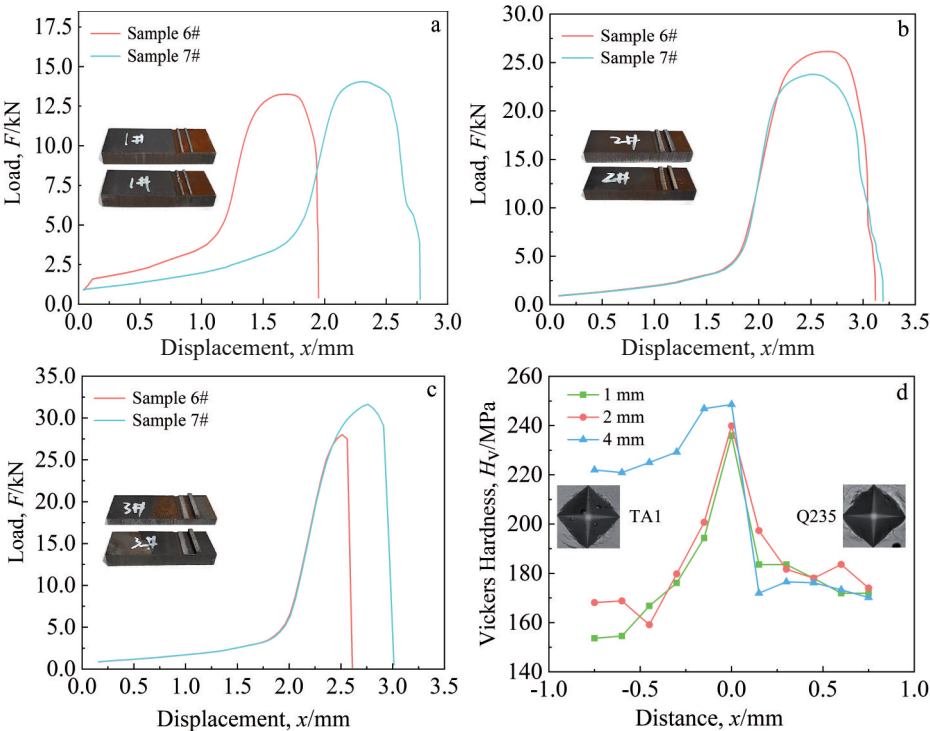 a
Sample 6#
Sample 7#
17.5
15.0
12.5
10.0
7.5
5.0
2.5
0.0
Load, F/kN
1#
1#
0.0 0.5 1.0 1.5 2.0 2.5 3.0
Displacement, x/mm
b
Sample 6#
Sample 7#
30.0
25.0
20.0
15.0
10.0
5.0
0.0
Load, F/kN
2#
2#
0.0 0.5 1.0 1.5 2.0 2.5 3.0 3.5
Displacement, x/mm
c
Sample 6#
Sample 7#
35.0
30.0
25.0
20.0
15.0
10.0
5.0
0.0
Load, F/kN
3#
3#
0.0 0.5 1.0 1.5 2.0 2.5 3.0 3.5
Displacement, x/mm
d
1 mm
2 mm
4 mm
260
240
220
200
180
160
140
Vickers Hardness, Hv/MPa
TA1
Q235
-1.0 -0.5 0.0 0.5 1.0
Distance, x/mm